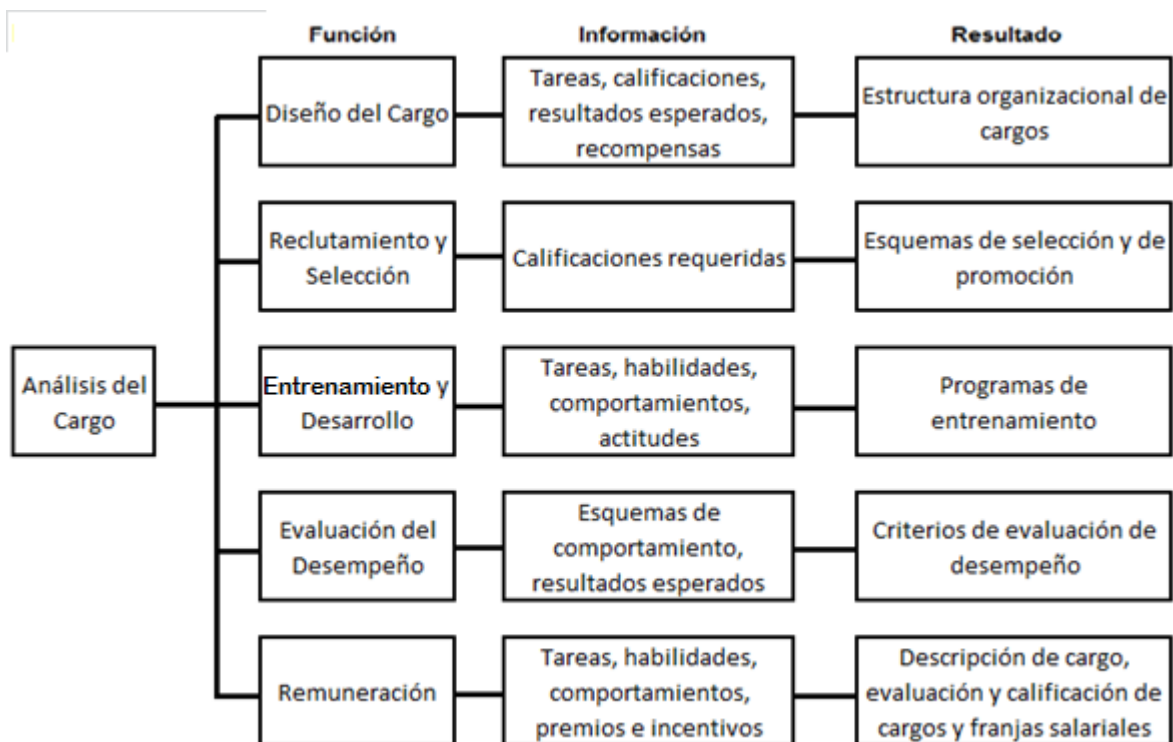 Función
Información
Resultado
Diseño del Cargo
Tareas, calificaciones,
resultados esperados,
recompensas
Estructura organizacional de
cargos
Reclutamiento y
Selección
Calificaciones requeridas
Esquemas de selección y de
promoción
Análisis del
Cargo
Entrenamiento y
Desarrollo
Tareas, habilidades,
comportamientos,
actitudes
Programas de
entrenamiento
Evaluación del
Desempeño
Esquemas de
comportamiento,
resultados esperados
Criterios de evaluación de
desempeño
Remuneración
Tareas, habilidades,
comportamientos,
premios e incentivos
Descripción de cargo,
evaluación y calificación de
cargos y franjas salariales